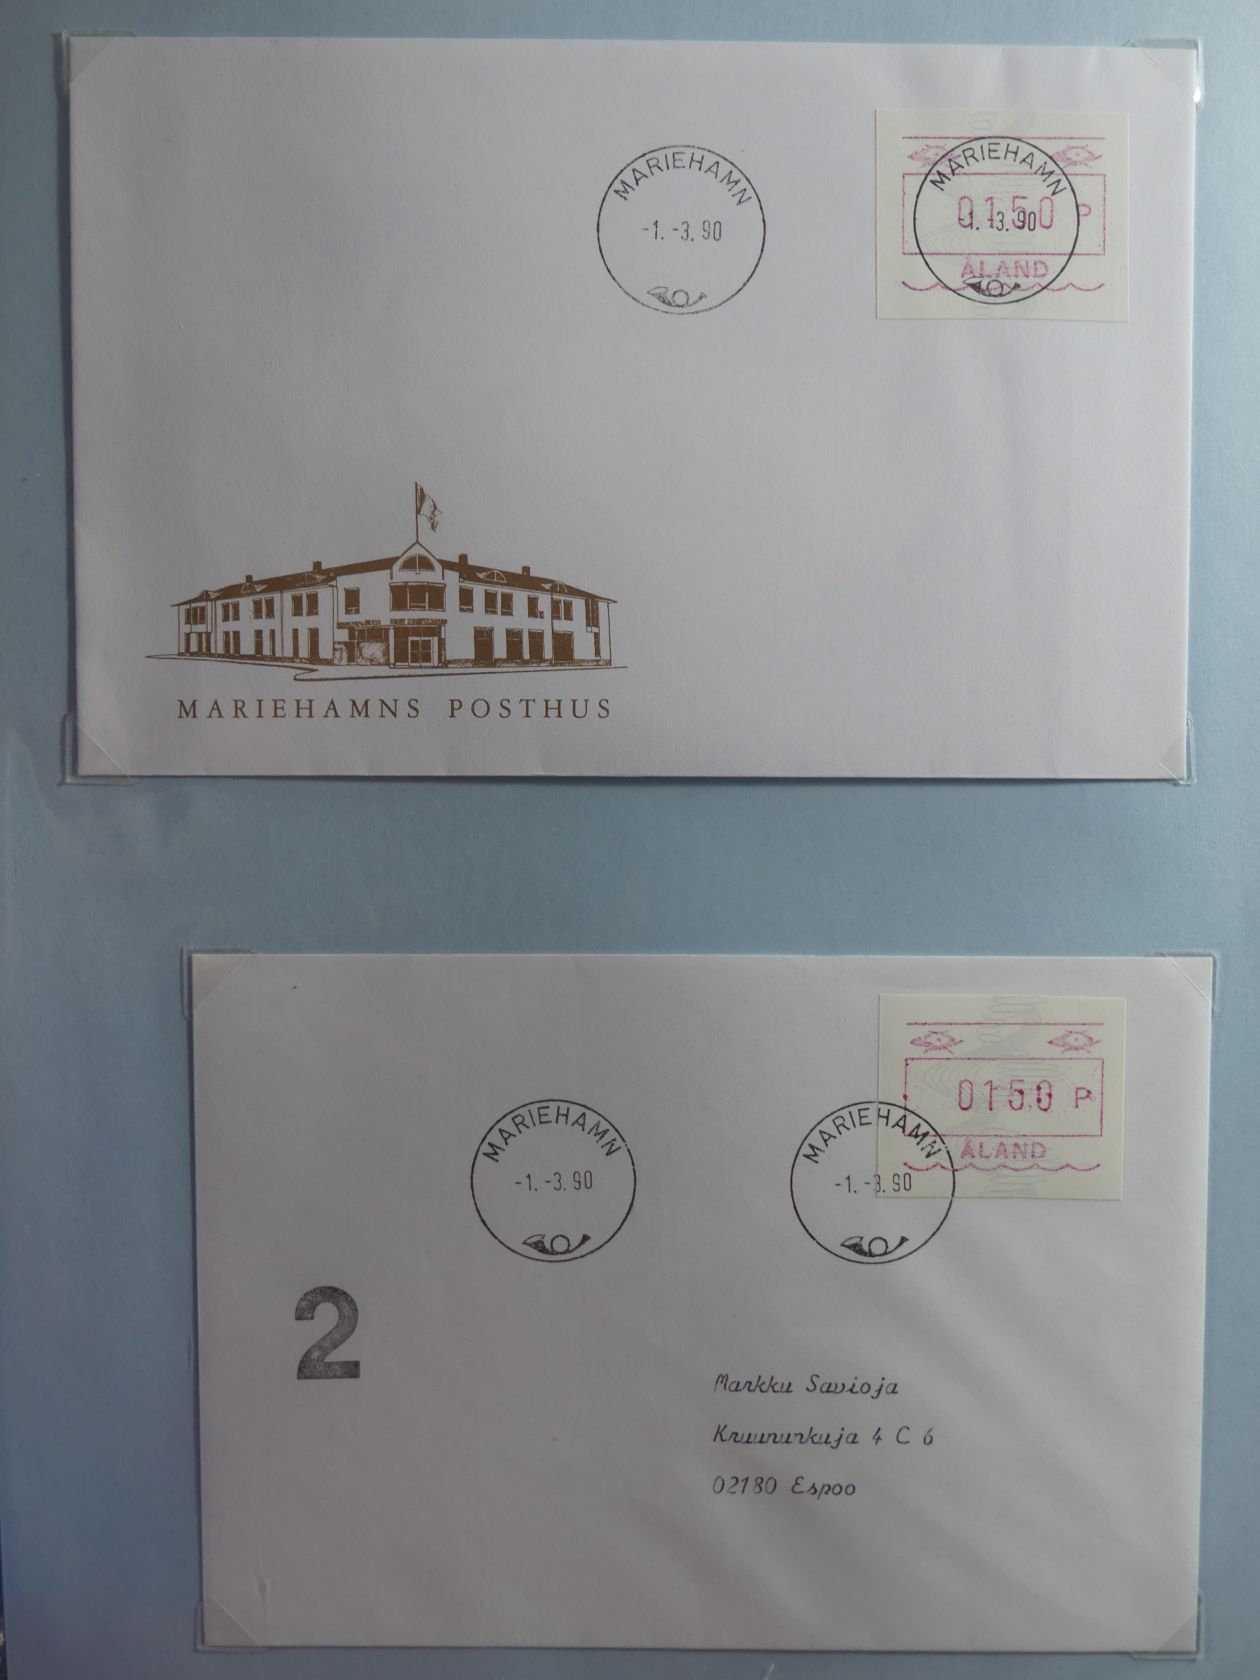 MARIEHAMN
-1. -3. 90
MARIEHAMN
0150 P
-1. -3. 90
ÅLAND
MARIEHAMNS POSTHUS
0150 P
ÅLAND
MARIEHAMN
-1. -3. 90
MARIEHAMN
-1. -3. 90
2
Markku Savioja
Kruununkuja 4 C 6
02180 Espoo